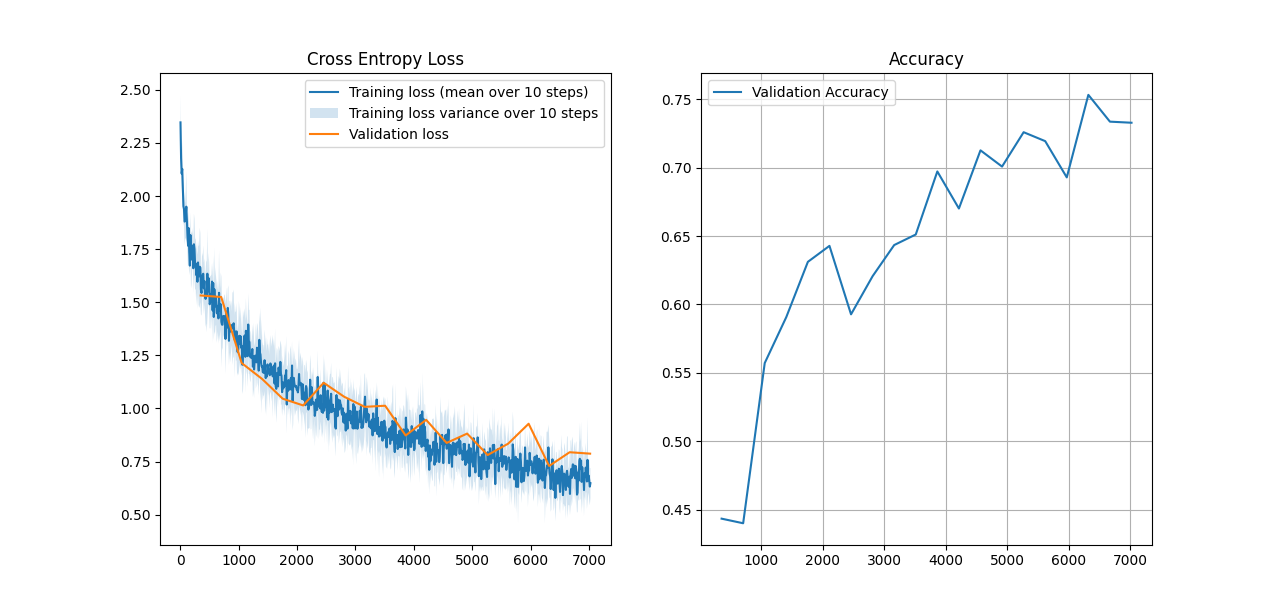 Cross Entropy Loss
2.50
2.25
2.00
1.75
1.50
1.25
1.00
0.75
0.50
Training loss (mean over 10 steps)
Training loss variance over 10 steps
Validation loss
0 1000 2000 3000 4000 5000 6000 7000
Accuracy
Validation Accuracy
0.75
0.70
0.65
0.60
0.55
0.50
0.45
1000 2000 3000 4000 5000 6000 7000